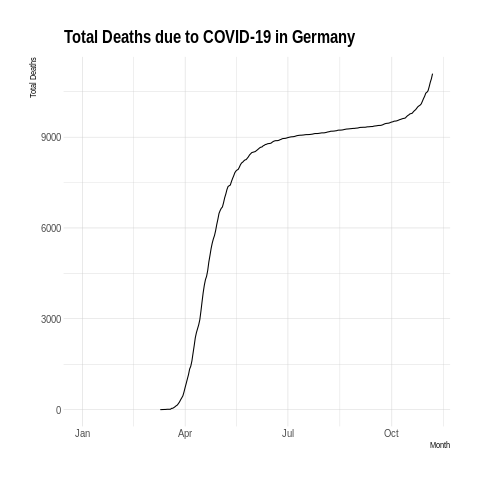 Total Deaths due to COVID-19 in Germany
Total Deaths
9000
6000
3000
0
Jan Apr Jul Oct
Month